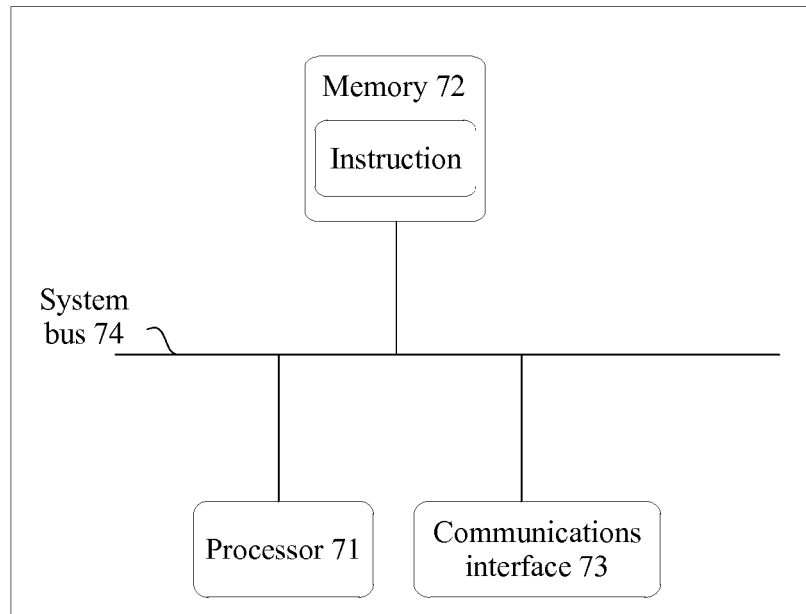 Memory 72
Instruction
System
bus 74
Processor 71
Communications
interface 73